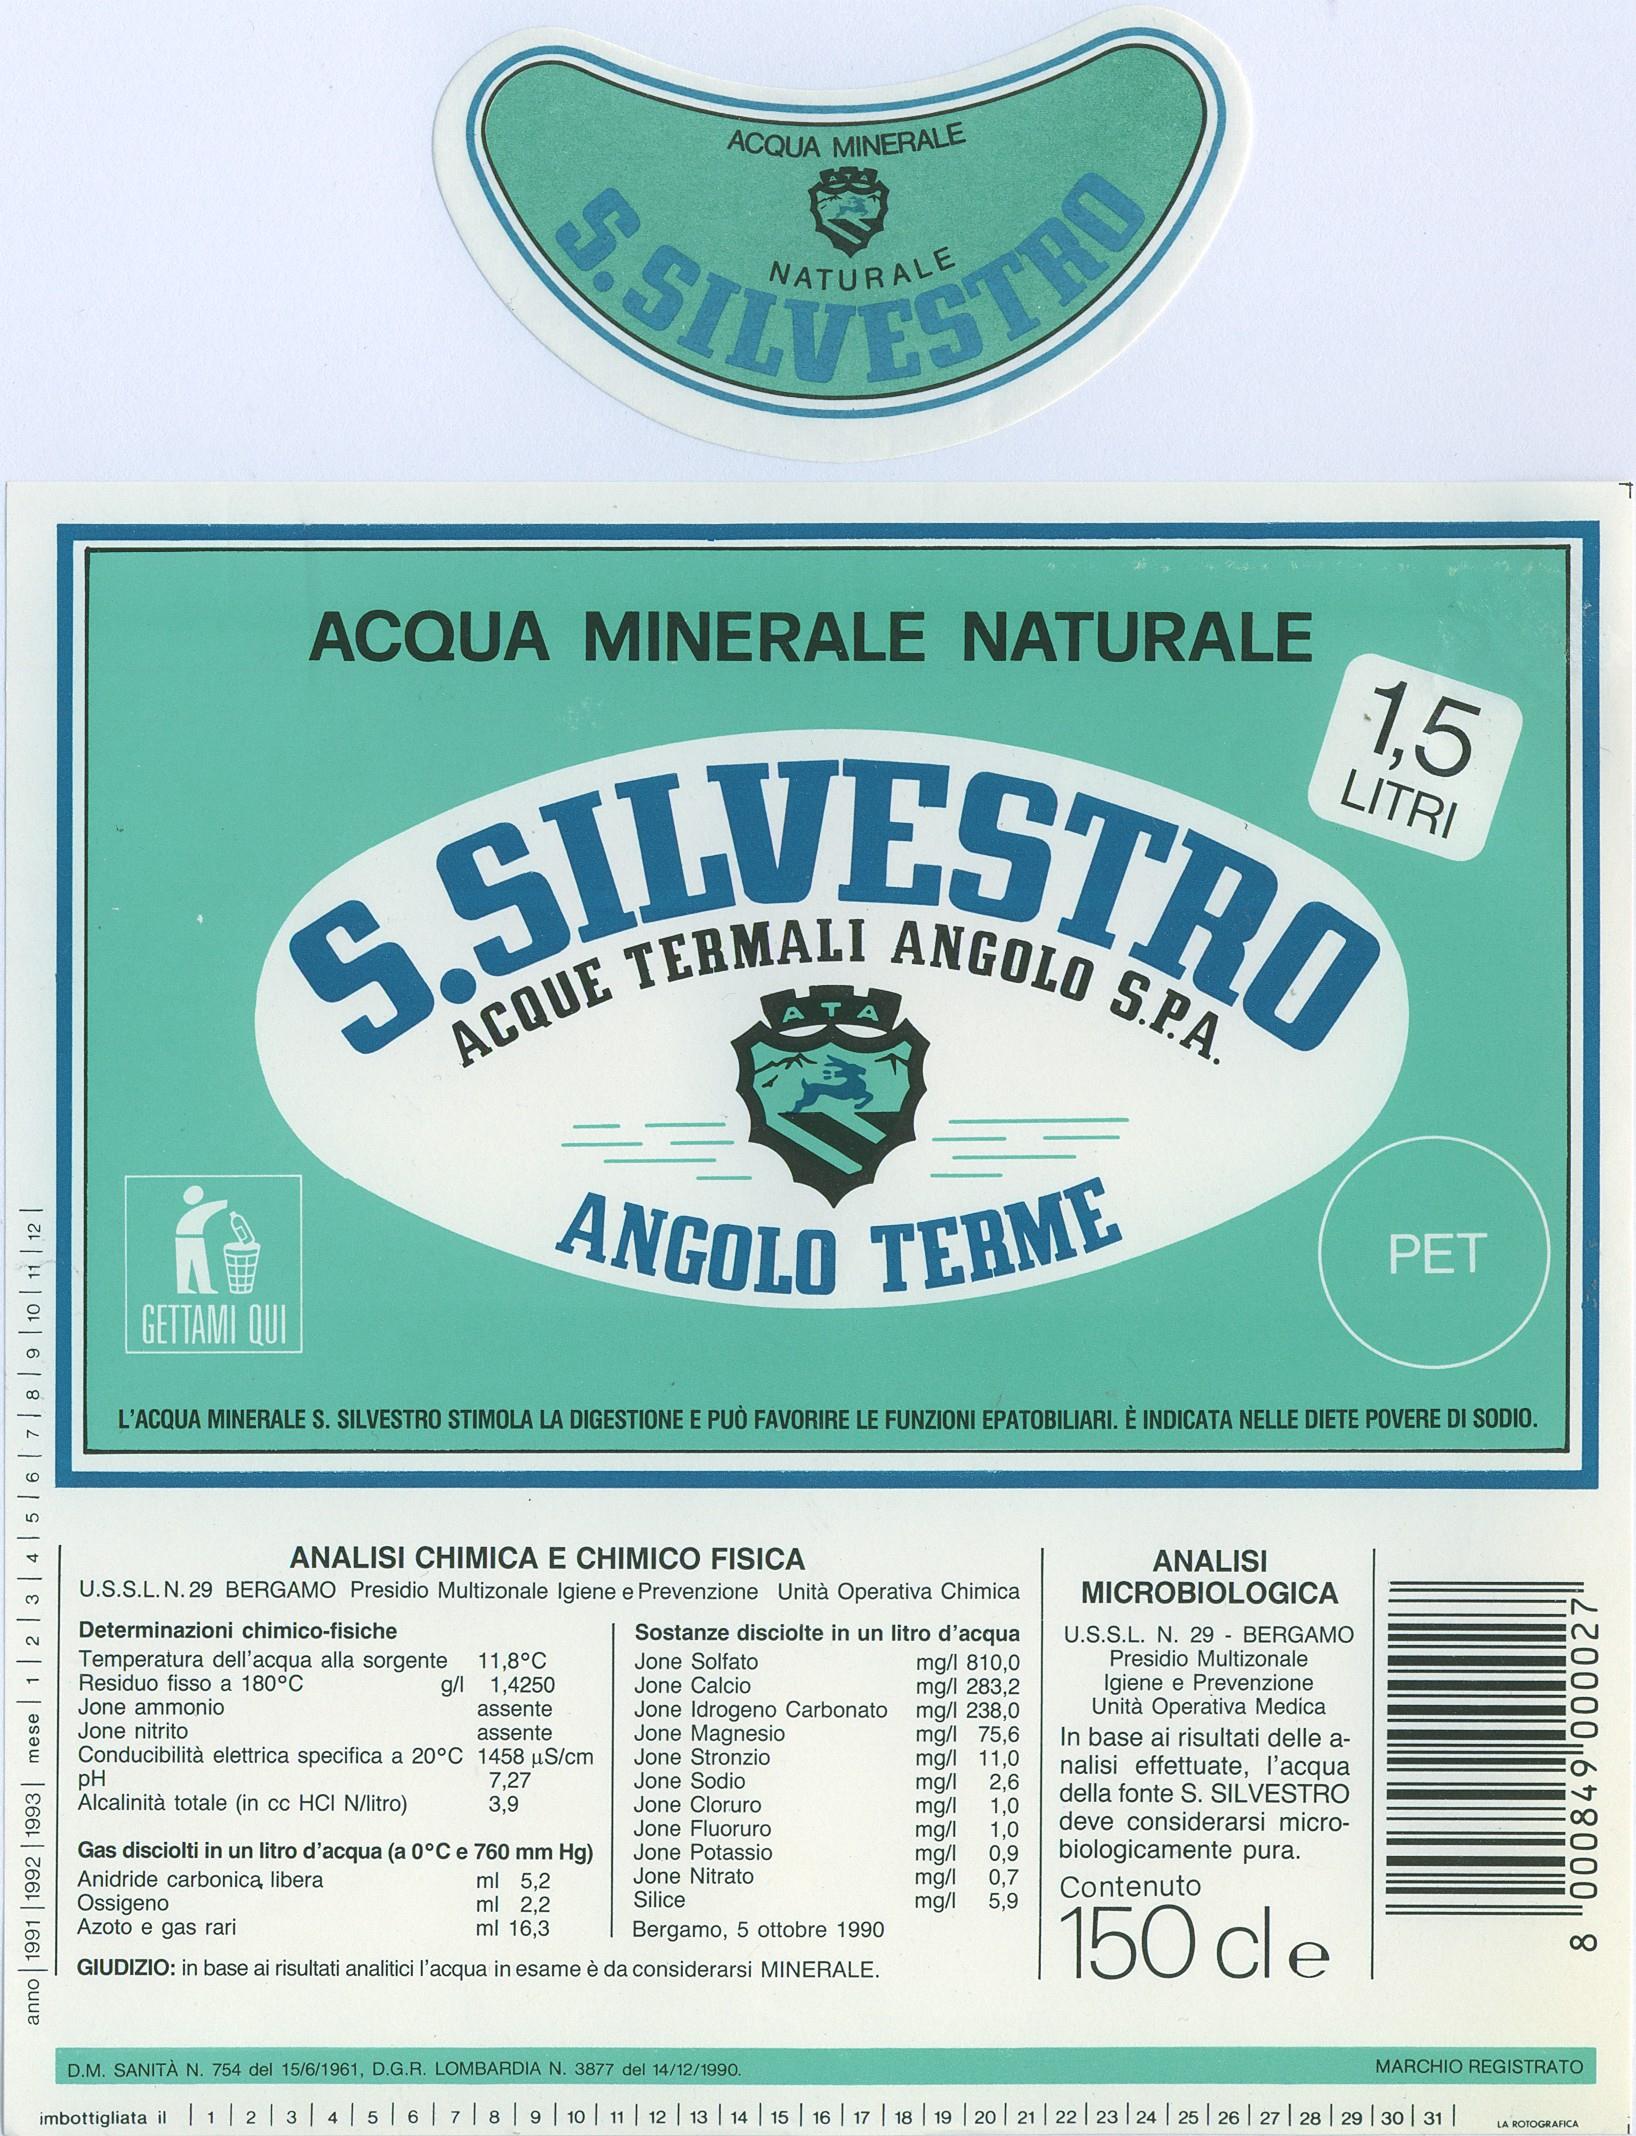 ACQUA MINERALE
ATA
NATURALE
S.SILVESTRO
ACQUA MINERALE NATURALE
1,5
LITRI
S.SILVESTRO
ACQUE TERMALI ANGOLO S.P.A.
ATA
ANGOLO TERME
GETTAMI QUI
PET
L'ACQUA MINERALE S. SILVESTRO STIMOLA LA DIGESTIONE E PUÒ FAVORIRE LE FUNZIONI EPATOBILIARI. È INDICATA NELLE DIETE POVERE DI SODIO.
anno | 1991 | 1992 | 1993 | mese | 1 | 2 | 3 | 4 | 5 | 6 | 7 | 8 | 9 | 10 | 11 | 12 |
ANALISI CHIMICA E CHIMICO FISICA
U.S.S.L. N. 29 BERGAMO Presidio Multizonale Igiene e Prevenzione Unità Operativa Chimica
Determinazioni chimico-fisiche
Temperatura dell'acqua alla sorgente 11,8°C
Residuo fisso a 180°C g/l 1,4250
Jone ammonio assente
Jone nitrito assente
Conducibilità elettrica specifica a 20°C 1458 µS/cm
pH 7,27
Alcalinità totale (in cc HCl N/litro) 3,9
Gas disciolti in un litro d'acqua (a 0°C e 760 mm Hg)
Anidride carbonica libera ml 5,2
Ossigeno ml 2,2
Azoto e gas rari ml 16,3
Sostanze disciolte in un litro d'acqua
Jone Solfato mg/l 810,0
Jone Calcio mg/l 283,2
Jone Idrogeno Carbonato mg/l 238,0
Jone Magnesio mg/l 75,6
Jone Stronzio mg/l 11,0
Jone Sodio mg/l 2,6
Jone Cloruro mg/l 1,0
Jone Fluoruro mg/l 1,0
Jone Potassio mg/l 0,9
Jone Nitrato mg/l 0,7
Silice mg/l 5,9
Bergamo, 5 ottobre 1990
GIUDIZIO: in base ai risultati analitici l'acqua in esame è da considerarsi MINERALE.
ANALISI
MICROBIOLOGICA
U.S.S.L. N. 29 - BERGAMO
Presidio Multizonale
Igiene e Prevenzione
Unità Operativa Medica
In base ai risultati delle a-
nalisi effettuate, l'acqua
della fonte S. SILVESTRO
deve considerarsi micro-
biologicamente pura.
Contenuto
150 cl e
8 000849 000027
D.M. SANITÀ N. 754 del 15/6/1961, D.G.R. LOMBARDIA N. 3877 del 14/12/1990.
MARCHIO REGISTRATO
imbottigliata il | 1 | 2 | 3 | 4 | 5 | 6 | 7 | 8 | 9 | 10 | 11 | 12 | 13 | 14 | 15 | 16 | 17 | 18 | 19 | 20 | 21 | 22 | 23 | 24 | 25 | 26 | 27 | 28 | 29 | 30 | 31 |
LA ROTOGRAFICA